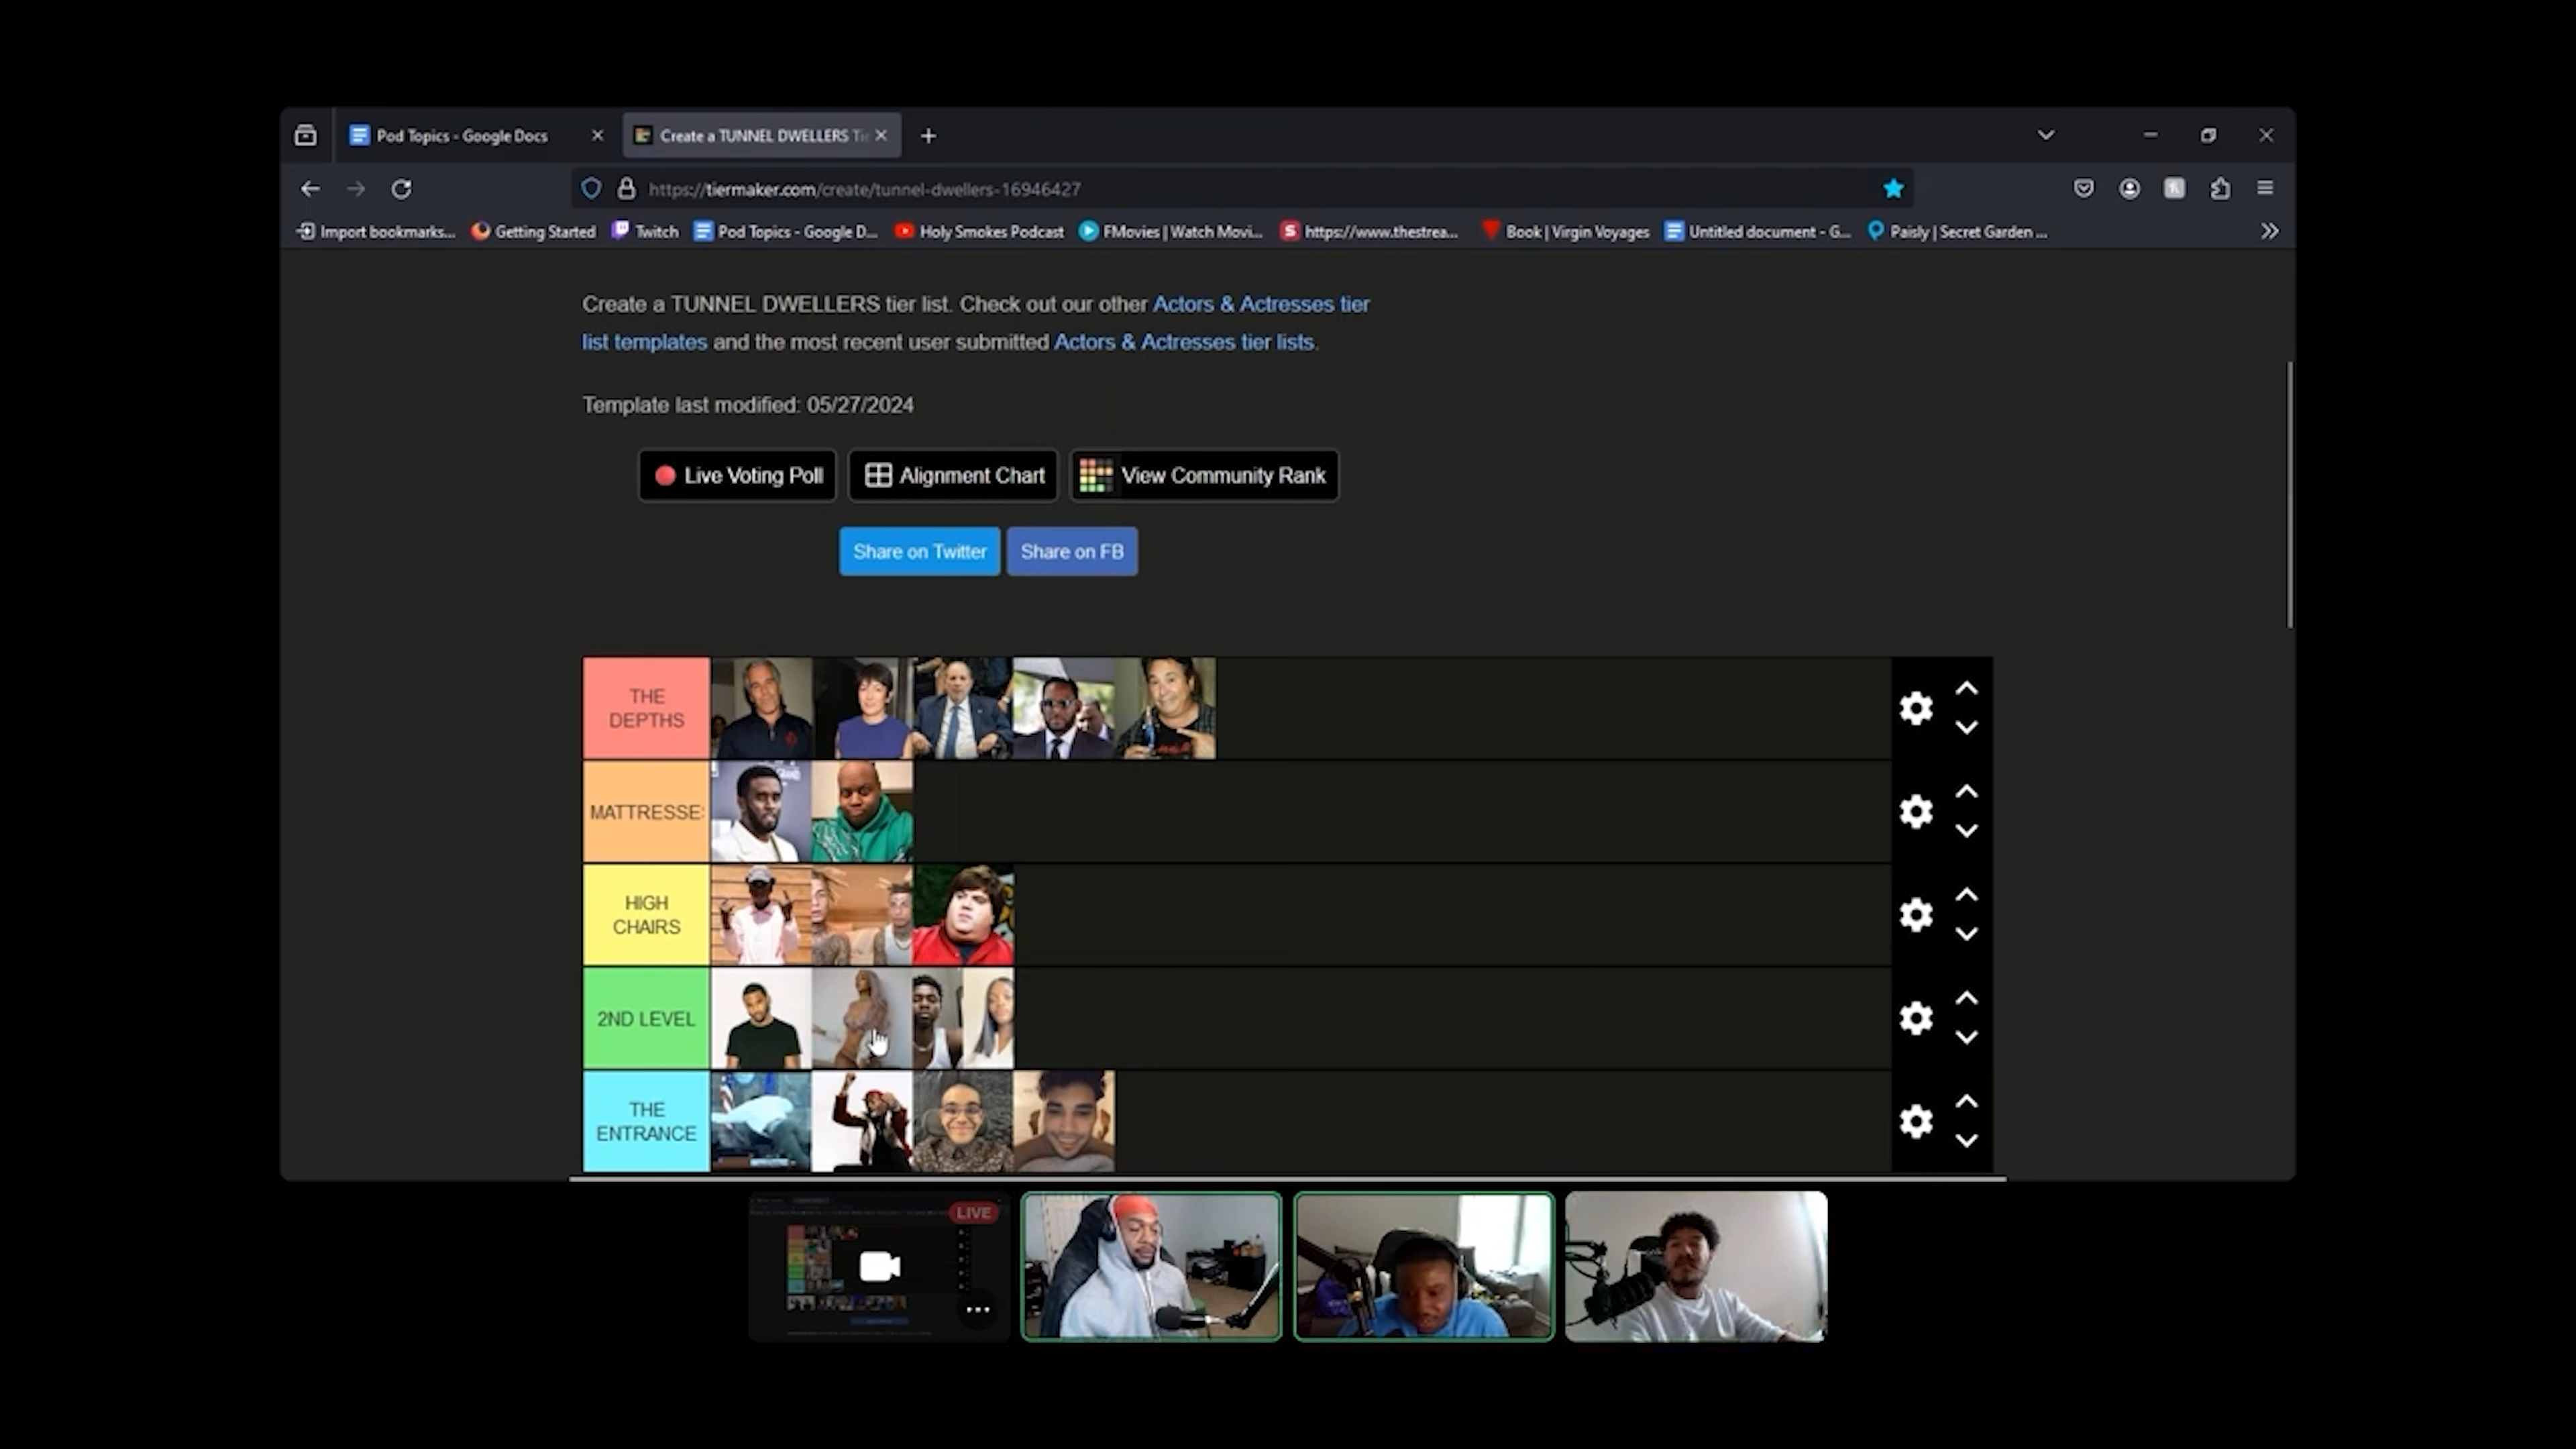 Pod Topics - Google Docs
Create a TUNNEL DWELLERS Tie
https://tiermaker.com/create/tunnel-dwellers-16946427
Import bookmarks...
Getting Started
Twitch
Pod Topics - Google D...
Holy Smokes Podcast
FMovies | Watch Movi...
https://www.thestrea...
Book | Virgin Voyages
Untitled document - G...
Paisly | Secret Garden ...
Create a TUNNEL DWELLERS tier list. Check out our other Actors & Actresses tier
list templates and the most recent user submitted Actors & Actresses tier lists.
Template last modified: 05/27/2024
Live Voting Poll
Alignment Chart
View Community Rank
Share on Twitter
Share on FB
THE
DEPTHS
MATTRESSES
HIGH
CHAIRS
2ND LEVEL
THE
ENTRANCE
LIVE